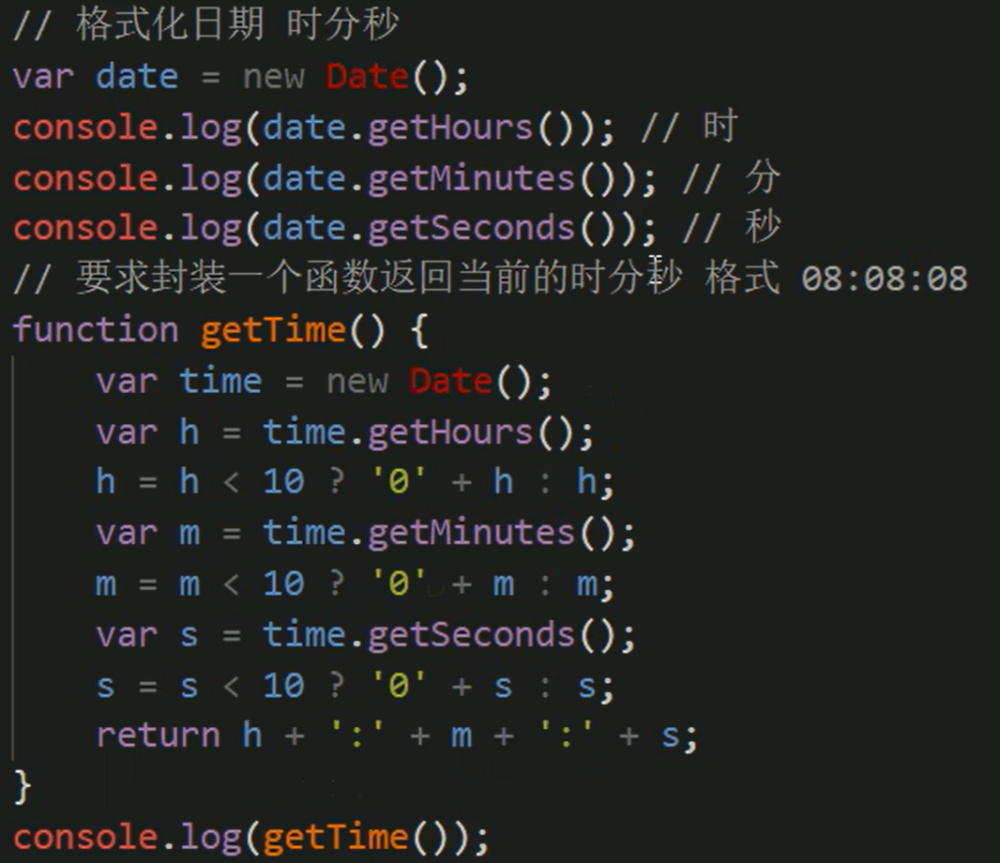 // 格式化日期 时分秒
var date = new Date();
console.log(date.getHours()); // 时
console.log(date.getMinutes()); // 分
console.log(date.getSeconds()); // 秒
// 要求封装一个函数返回当前的时分秒 格式 08:08:08
function getTime() {
    var time = new Date();
    var h = time.getHours();
    h = h < 10 ? '0' + h : h;
    var m = time.getMinutes();
    m = m < 10 ? '0' + m : m;
    var s = time.getSeconds();
    s = s < 10 ? '0' + s : s;
    return h + ':' + m + ':' + s;
}
console.log(getTime());